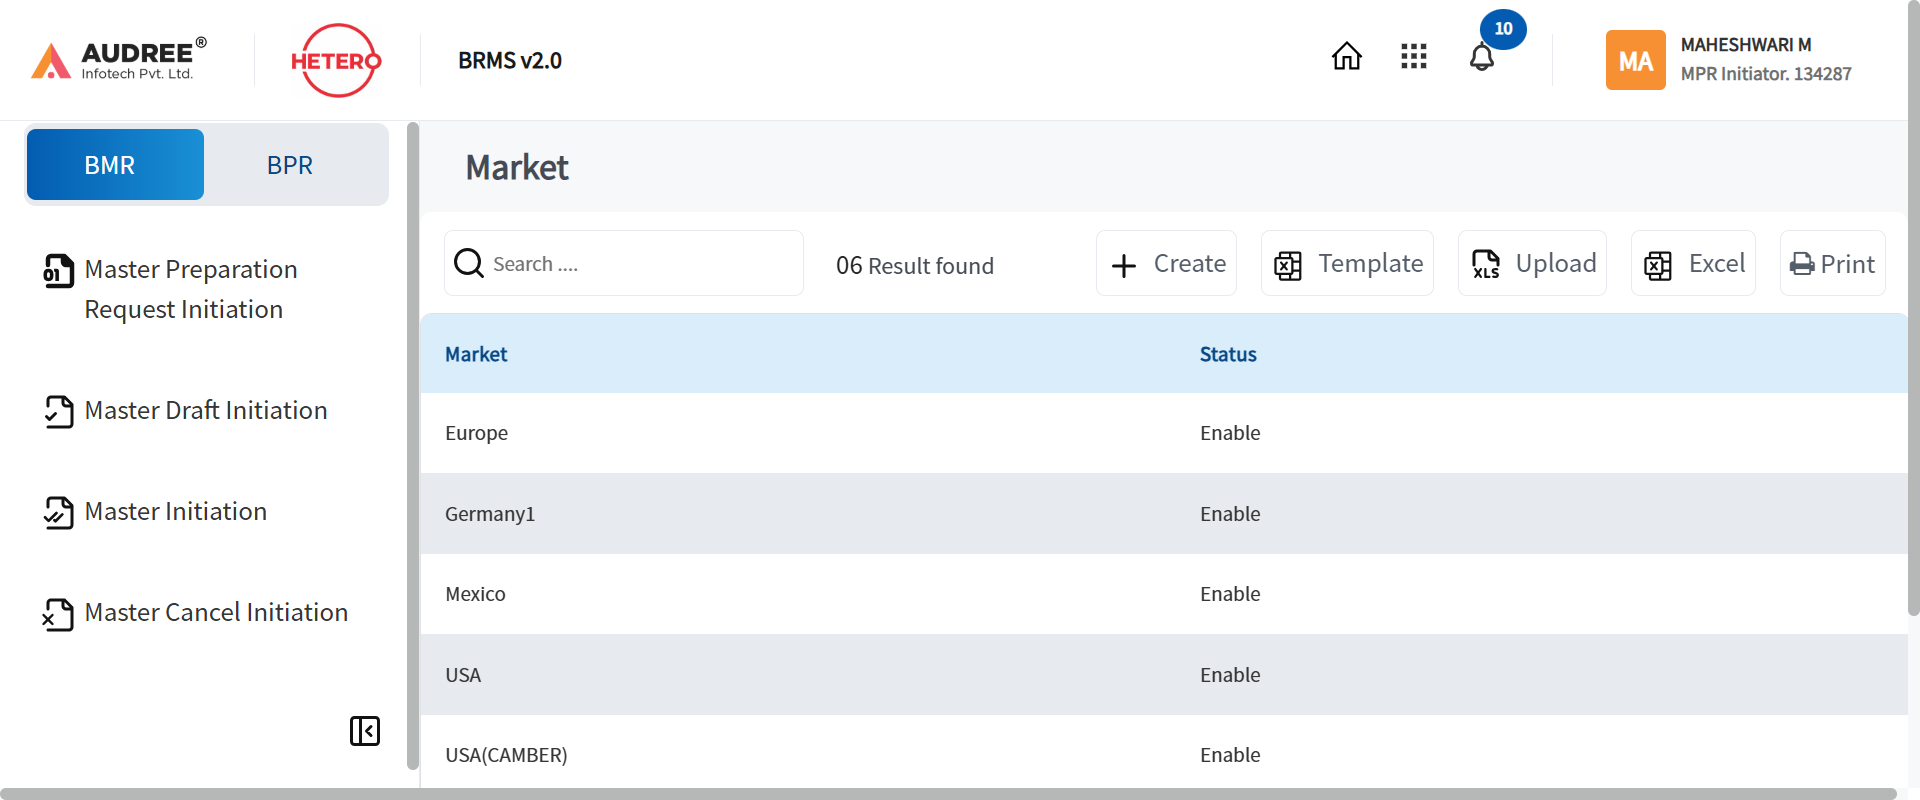 AUDREE®
Infotech Pvt. Ltd.
HETERO
BRMS v2.0
10
MA
MAHESHWARI M
MPR Initiator. 134287
BMR
BPR
01
Master Preparation
Request Initiation
Master Draft Initiation
Master Initiation
Master Cancel Initiation
Market
Search ....
06 Result found
Create
Template
XLS
Upload
Excel
Print
Market Status
Europe Enable
Germany1 Enable
Mexico Enable
USA Enable
USA(CAMBER) Enable